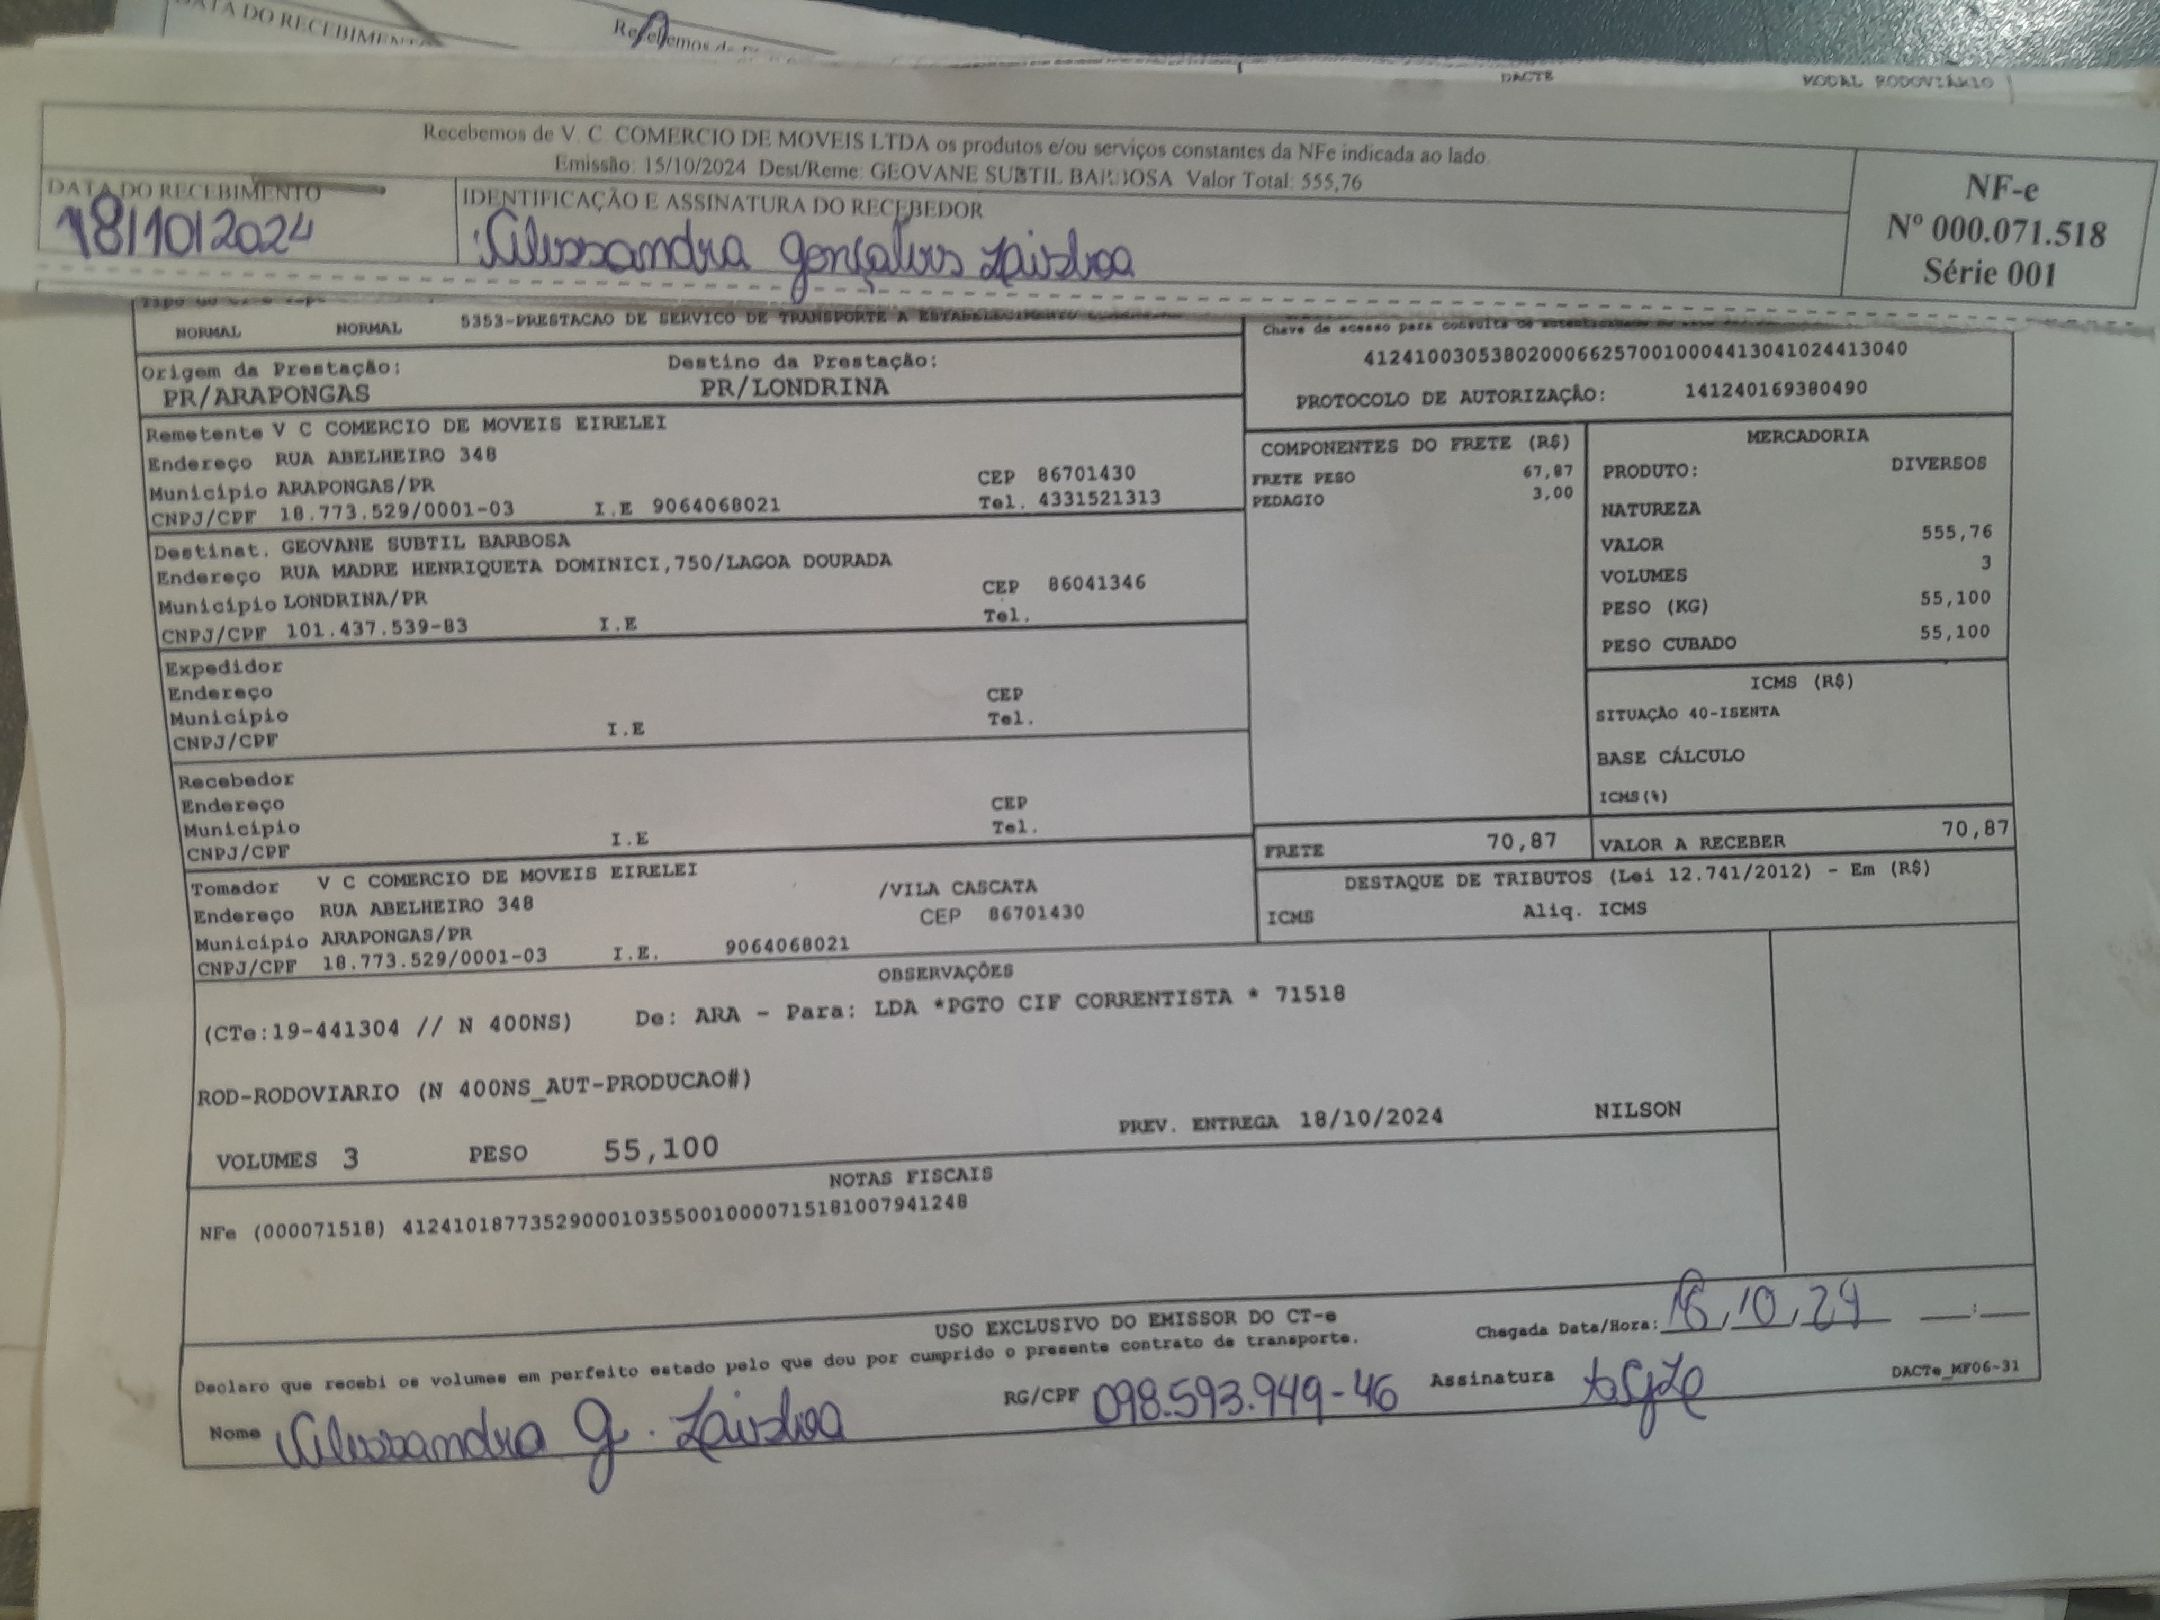 DATA DO RECEBIMENTO
DACTE MODAL RODOVIÁRIO
Recebemos de V. C. COMERCIO DE MOVEIS LTDA os produtos e/ou serviços constantes da NFe indicada ao lado.
Emissão: 15/10/2024 Dest/Reme: GEOVANE SUBTIL BARBOSA Valor Total: 555,76
DATA DO RECEBIMENTO
18/10/2024
IDENTIFICAÇÃO E ASSINATURA DO RECEBEDOR
Alessandra Gonçalves
NF-e
Nº 000.071.518
Série 001
NORMAL NORMAL 5353-PRESTACAO DE SERVICO DE TRANSPORTE A ESTABELECIMENTO
Chave de acesso para consulta de
41241003053802000662570010004413041024413040
PROTOCOLO DE AUTORIZAÇÃO: 141240169380490
Origem da Prestação: Destino da Prestação:
PR/ARAPONGAS PR/LONDRINA
Remetente V C COMERCIO DE MOVEIS EIRELEI
Endereço RUA ABELHEIRO 348
Município ARAPONGAS/PR CEP 86701430
CNPJ/CPF 18.773.529/0001-03 I.E 9064068021 Tel. 4331521313
Destinat. GEOVANE SUBTIL BARBOSA
Endereço RUA MADRE HENRIQUETA DOMINICI,750/LAGOA DOURADA
Município LONDRINA/PR CEP 86041346
CNPJ/CPF 101.437.539-83 I.E Tel.
Expedidor
Endereço CEP
Município Tel.
CNPJ/CPF I.E
Recebedor
Endereço CEP
Município Tel.
CNPJ/CPF I.E
Tomador V C COMERCIO DE MOVEIS EIRELEI
Endereço RUA ABELHEIRO 348 /VILA CASCATA
Município ARAPONGAS/PR CEP 86701430
CNPJ/CPF 18.773.529/0001-03 I.E. 9064068021
COMPONENTES DO FRETE (R$)
FRETE PESO 67,87
PEDAGIO 3,00
MERCADORIA
PRODUTO: DIVERSOS
NATUREZA
VALOR 555,76
VOLUMES 3
PESO (KG) 55,100
PESO CUBADO 55,100
ICMS (R$)
SITUAÇÃO 40-ISENTA
BASE CÁLCULO
ICMS(%)
FRETE 70,87 VALOR A RECEBER 70,87
DESTAQUE DE TRIBUTOS (Lei 12.741/2012) - Em (R$)
ICMS Aliq. ICMS
OBSERVAÇÕES
(CTe:19-441304 // N 400NS) De: ARA - Para: LDA *PGTO CIF CORRENTISTA * 71518
ROD-RODOVIARIO (N 400NS_AUT-PRODUCAO#)
PREV. ENTREGA 18/10/2024 NILSON
VOLUMES 3 PESO 55,100
NOTAS FISCAIS
NFe (000071518) 41241018773529000103550010000715181007941248
USO EXCLUSIVO DO EMISSOR DO CT-e
Chegada Data/Hora: 18,10,24
Declaro que recebi os volumes em perfeito estado pelo que dou por cumprido o presente contrato de transporte.
Nome Alessandra G. RG/CPF 098.593.949-46 Assinatura
DACTe_MF06-31